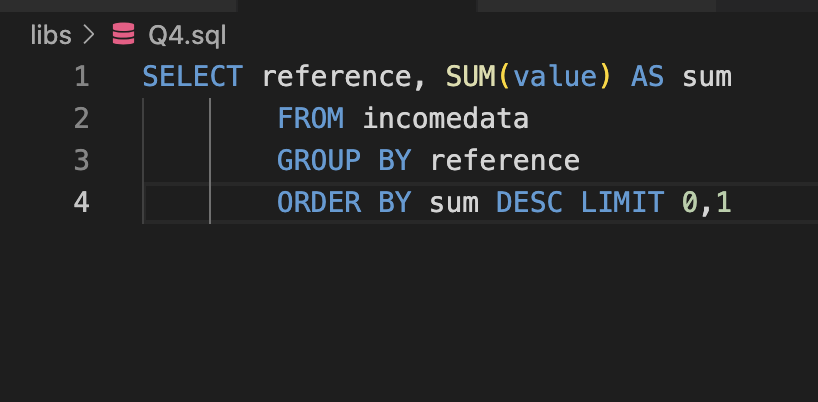 libs > Q4.sql
1 SELECT reference, SUM(value) AS sum
2 FROM incomedata
3 GROUP BY reference
4 ORDER BY sum DESC LIMIT 0,1